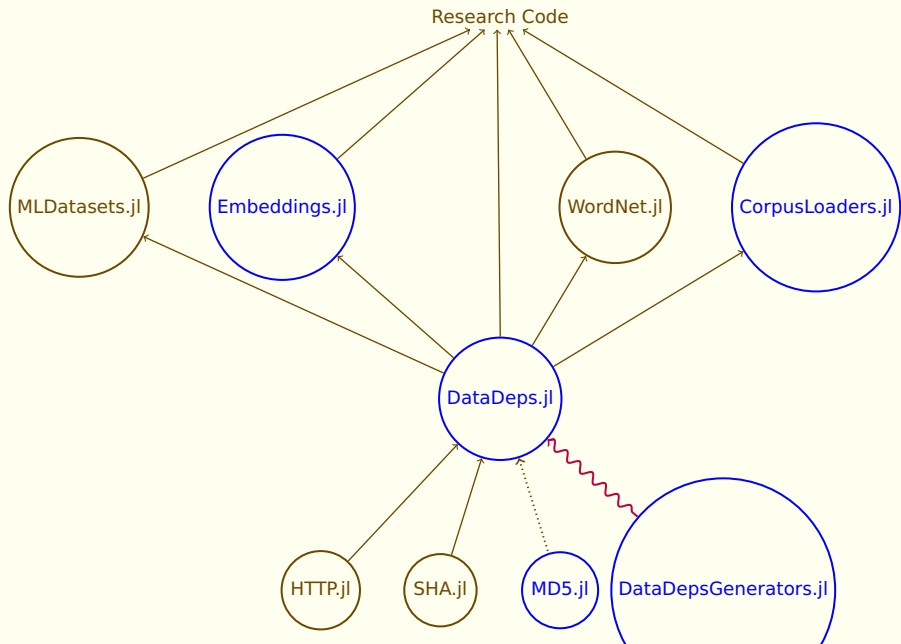 Research Code
MLDatasets.jl
Embeddings.jl
WordNet.jl
CorpusLoaders.jl
DataDeps.jl
HTTP.jl
SHA.jl
MD5.jl
DataDepsGenerators.jl